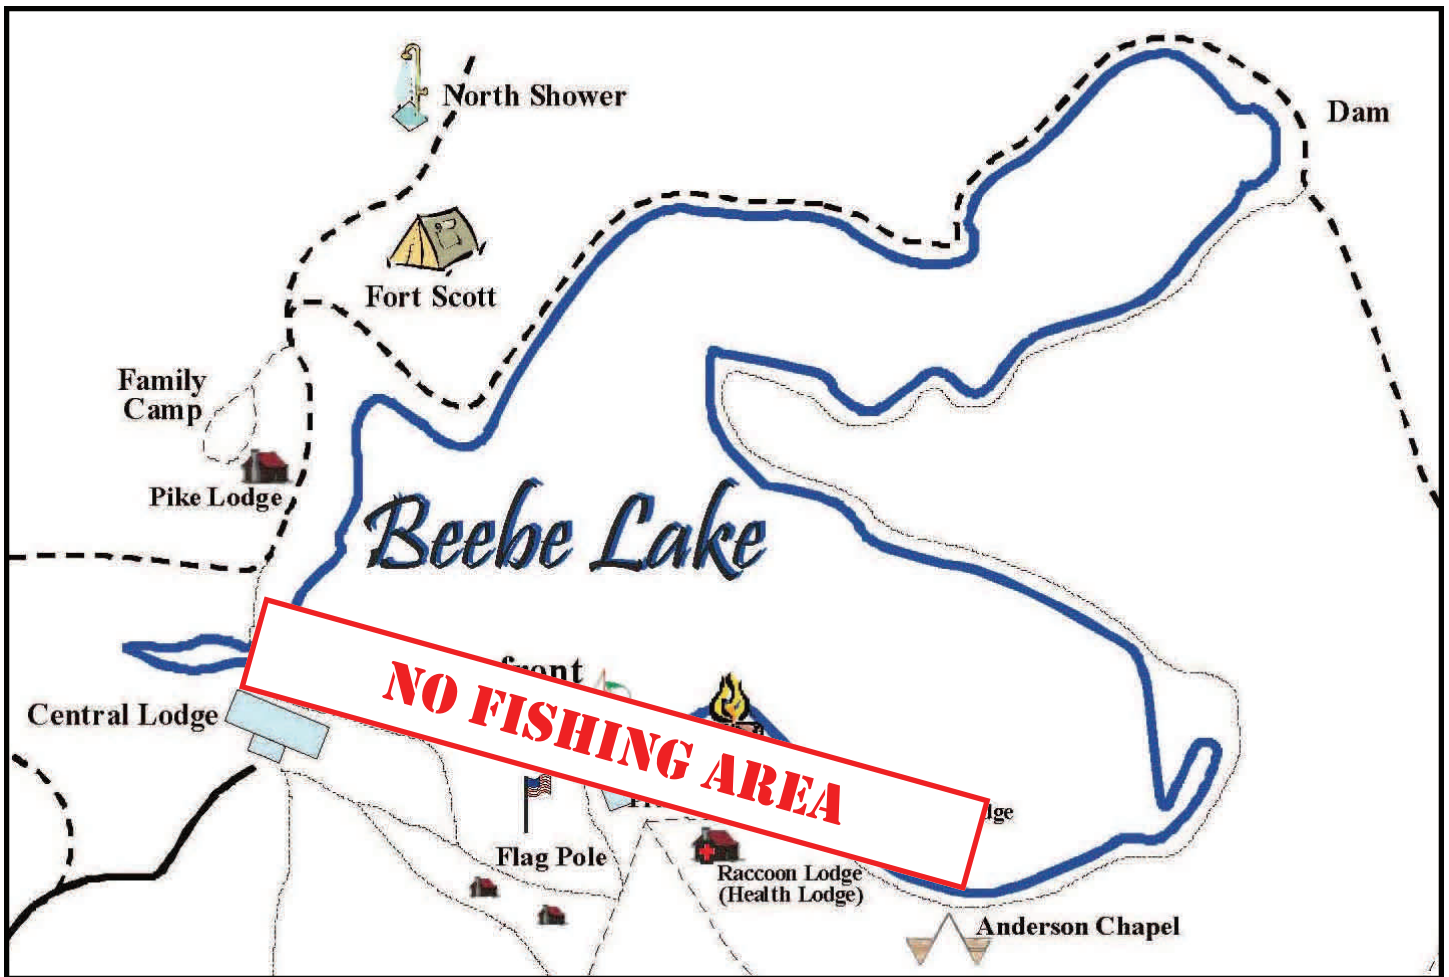 North Shower
Dam
Fort Scott
Family
Camp
Pike Lodge
Beebe Lake
front
Central Lodge
NO FISHING AREA
Flag Pole
Raccoon Lodge
(Health Lodge)
Anderson Chapel